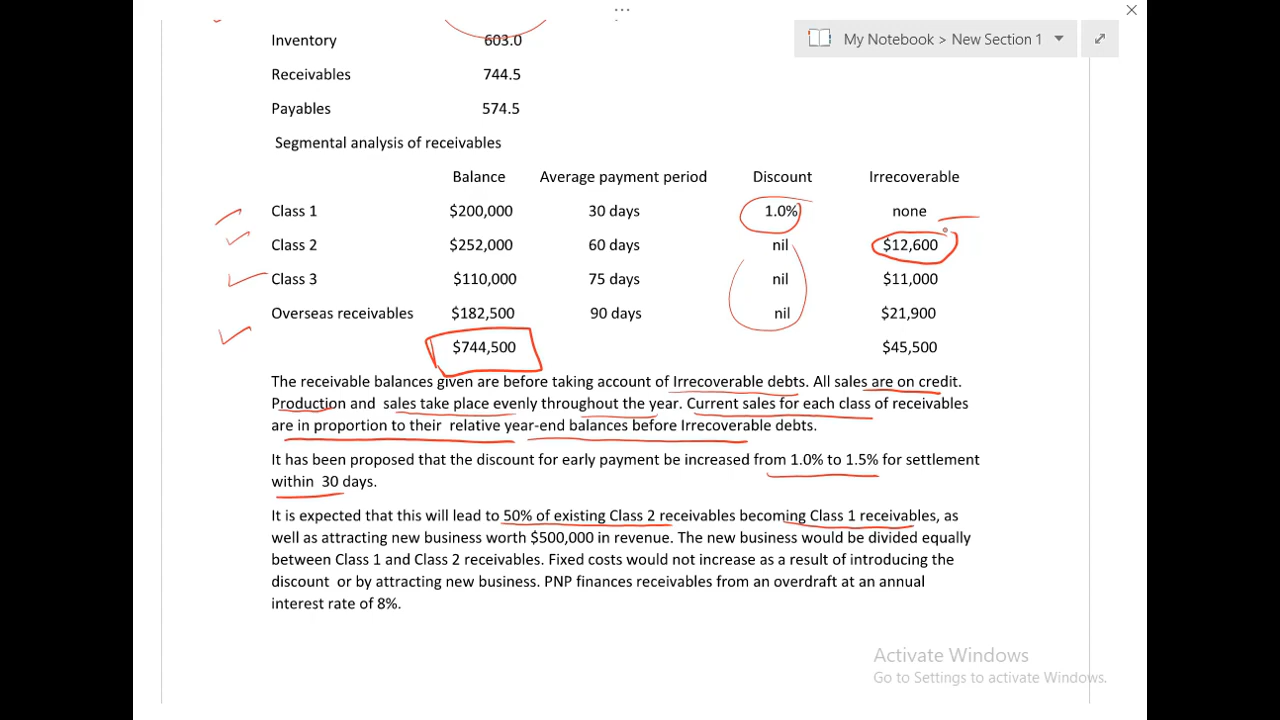 My Notebook > New Section 1
Inventory 603.0
Receivables 744.5
Payables 574.5
Segmental analysis of receivables
Balance Average payment period Discount Irrecoverable
Class 1 $200,000 30 days 1.0% none
Class 2 $252,000 60 days nil $12,600
Class 3 $110,000 75 days nil $11,000
Overseas receivables $182,500 90 days nil $21,900
$744,500 $45,500
The receivable balances given are before taking account of Irrecoverable debts. All sales are on credit.
Production and sales take place evenly throughout the year. Current sales for each class of receivables
are in proportion to their relative year-end balances before Irrecoverable debts.
It has been proposed that the discount for early payment be increased from 1.0% to 1.5% for settlement
within 30 days.
It is expected that this will lead to 50% of existing Class 2 receivables becoming Class 1 receivables, as
well as attracting new business worth $500,000 in revenue. The new business would be divided equally
between Class 1 and Class 2 receivables. Fixed costs would not increase as a result of introducing the
discount or by attracting new business. PNP finances receivables from an overdraft at an annual
interest rate of 8%.
Activate Windows
Go to Settings to activate Windows.